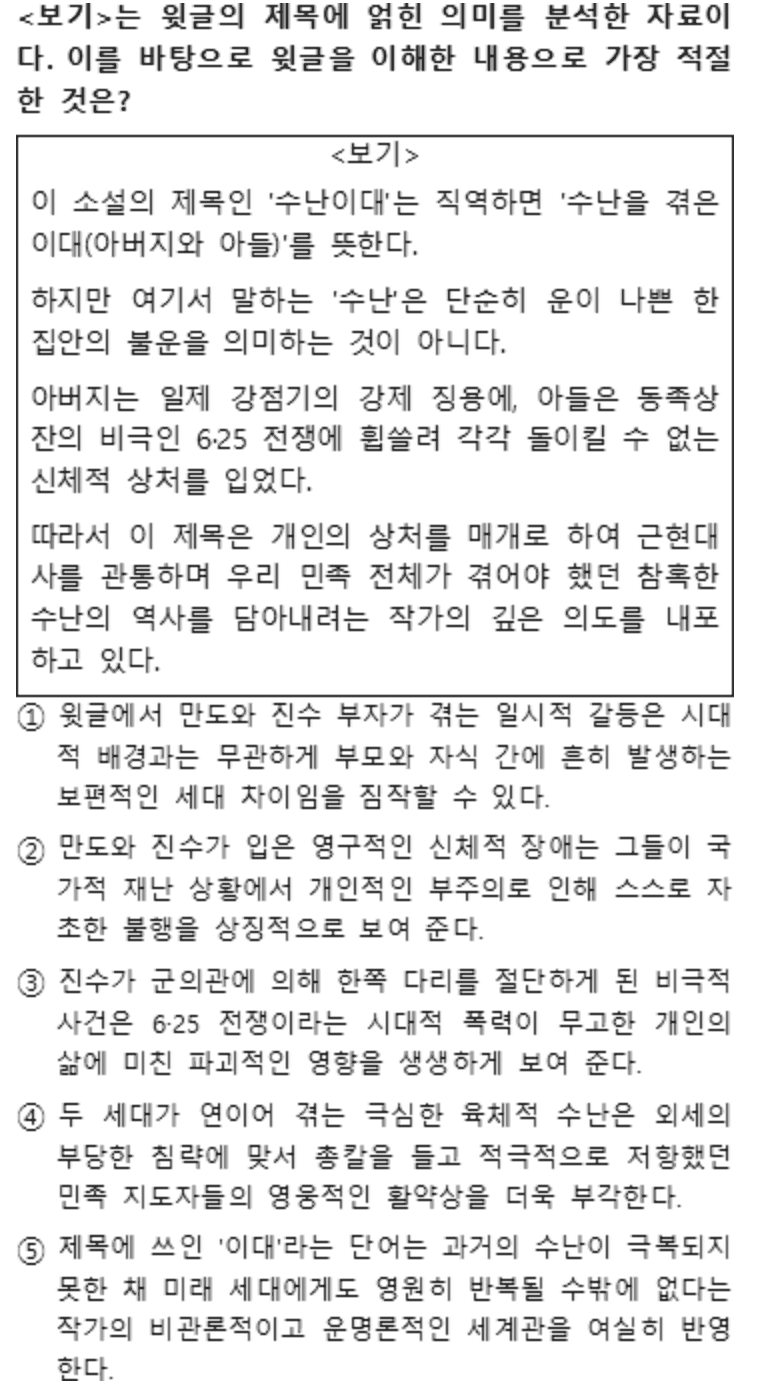 <보기>는 윗글의 제목에 얽힌 의미를 분석한 자료이
다. 이를 바탕으로 윗글을 이해한 내용으로 가장 적절
한 것은?
<보기>
이 소설의 제목인 '수난이대'는 직역하면 '수난을 겪은
이대(아버지와 아들)'를 뜻한다.
하지만 여기서 말하는 '수난'은 단순히 운이 나쁜 한
집안의 불운을 의미하는 것이 아니다.
아버지는 일제 강점기의 강제 징용에, 아들은 동족상
잔의 비극인 6·25 전쟁에 휩쓸려 각각 돌이킬 수 없는
신체적 상처를 입었다.
따라서 이 제목은 개인의 상처를 매개로 하여 근현대
사를 관통하며 우리 민족 전체가 겪어야 했던 참혹한
수난의 역사를 담아내려는 작가의 깊은 의도를 내포
하고 있다.
① 윗글에서 만도와 진수 부자가 겪는 일시적 갈등은 시대
적 배경과는 무관하게 부모와 자식 간에 흔히 발생하는
보편적인 세대 차이임을 짐작할 수 있다.
② 만도와 진수가 입은 영구적인 신체적 장애는 그들이 국
가적 재난 상황에서 개인적인 부주의로 인해 스스로 자
초한 불행을 상징적으로 보여 준다.
③ 진수가 군의관에 의해 한쪽 다리를 절단하게 된 비극적
사건은 6·25 전쟁이라는 시대적 폭력이 무고한 개인의
삶에 미친 파괴적인 영향을 생생하게 보여 준다.
④ 두 세대가 연이어 겪는 극심한 육체적 수난은 외세의
부당한 침략에 맞서 총칼을 들고 적극적으로 저항했던
민족 지도자들의 영웅적인 활약상을 더욱 부각한다.
⑤ 제목에 쓰인 '이대'라는 단어는 과거의 수난이 극복되지
못한 채 미래 세대에게도 영원히 반복될 수밖에 없다는
작가의 비관론적이고 운명론적인 세계관을 여실히 반영
한다.